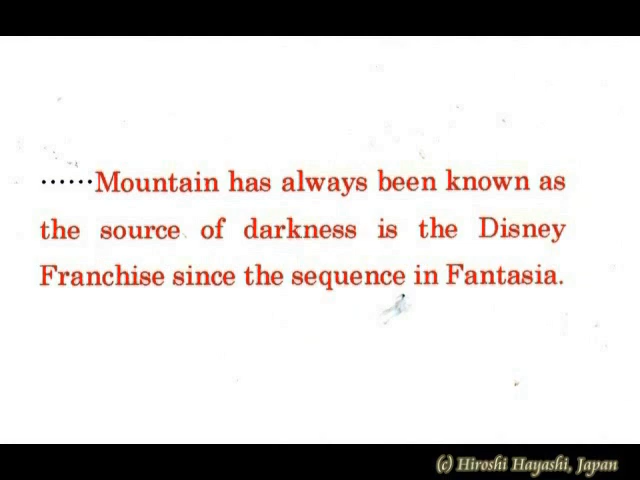 ······Mountain has always been known as
the source of darkness is the Disney
Franchise since the sequence in Fantasia.
(c) Hiroshi Hayashi, Japan